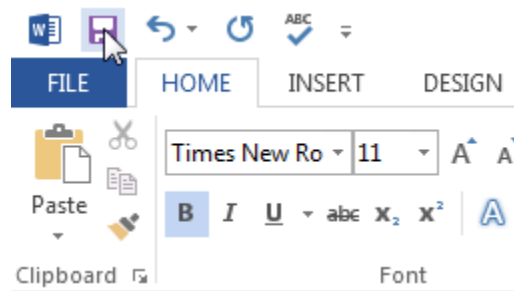 W
ABC
FILE HOME INSERT DESIGN
Times New Ro 11 A A
Paste
B I U abc X₂ X² A
Clipboard Font